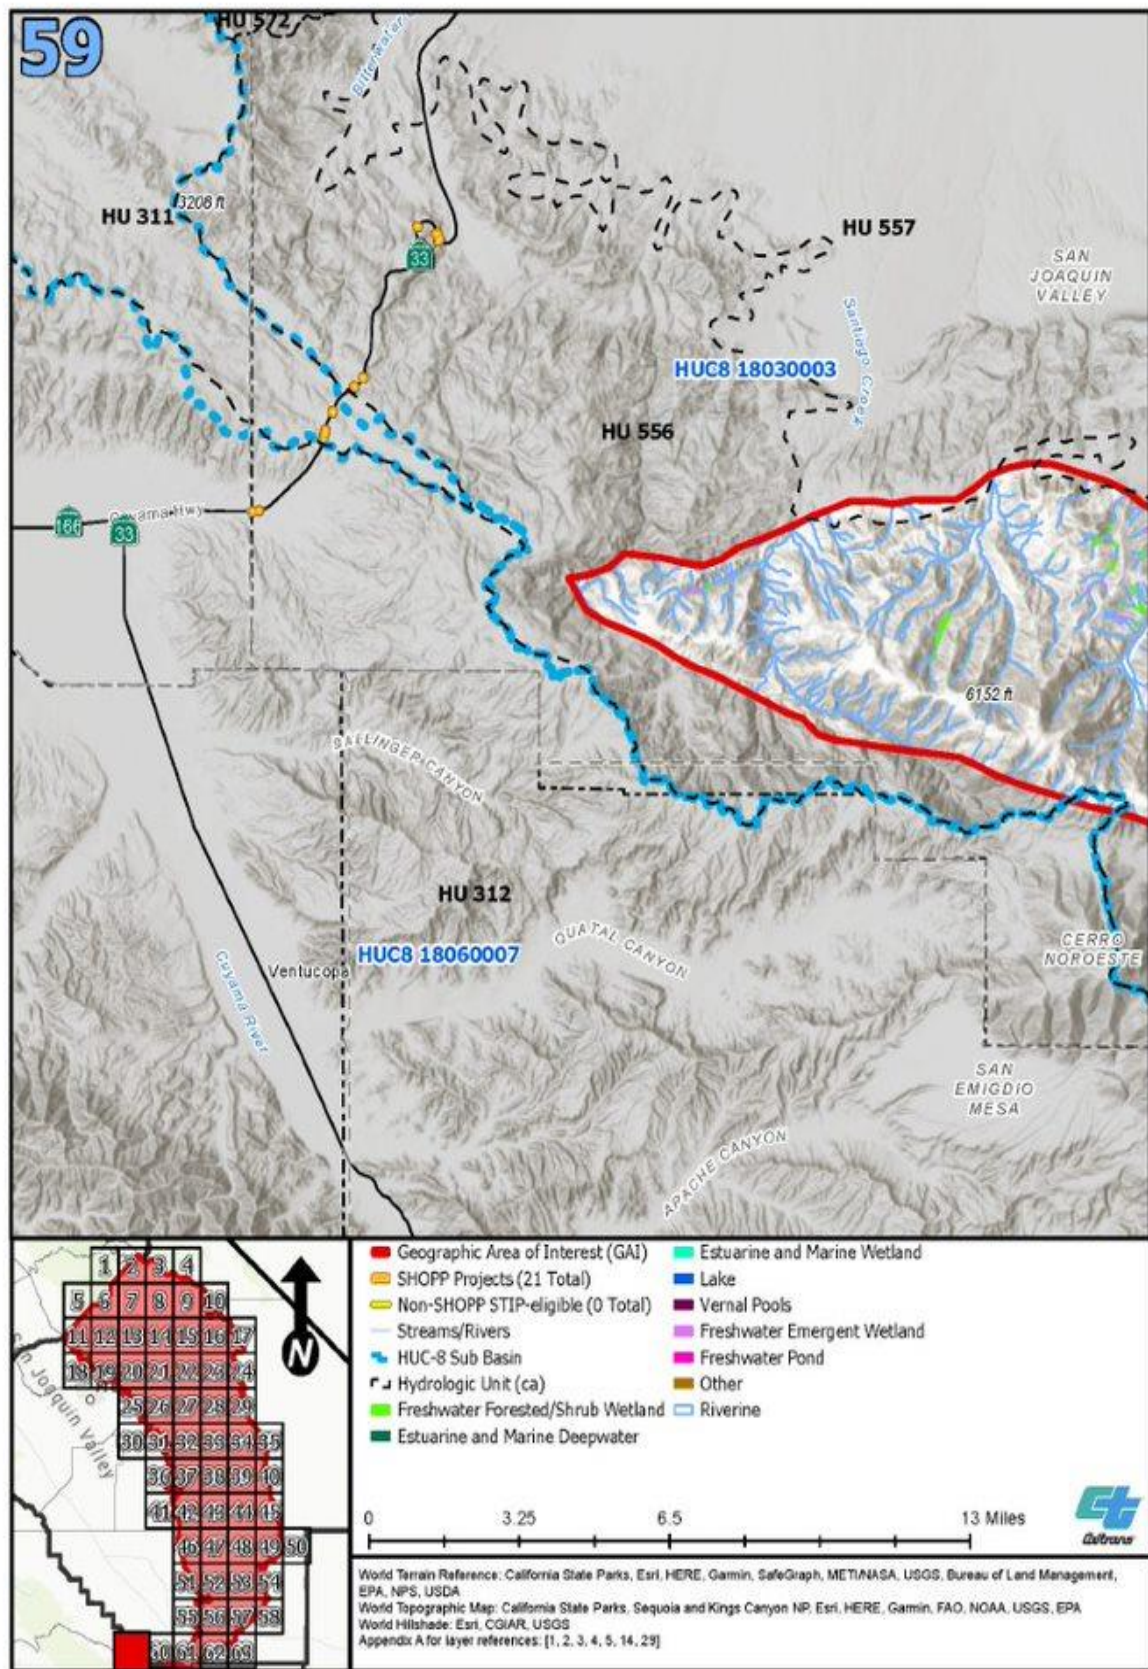 59
HU 572
Bitterwater
3208 ft
HU 311
HU 557
33
SAN
JOAQUIN
VALLEY
Santiago Creek
HUC8 18030003
HU 556
Cuyama Hwy
166
33
6152 ft
BALLINGER CANYON
HU 312
QUATAL CANYON
CERRO
NOROESTE
HUC8 18060007
Ventucopa
Cuyama River
SAN
EMIGDIO
MESA
APACHE CANYON
1 2 3 4
5 6 7 8 9 10
11 12 13 14 15 16 17
18 19 20 21 22 23 24
25 26 27 28 29
30 31 32 33 34 35
36 37 38 39 40
41 42 43 44 45
46 47 48 49 50
51 52 53 54
55 56 57 58
60 61 62 63
San Joaquin Valley
N
Geographic Area of Interest (GAI)
SHOPP Projects (21 Total)
Non-SHOPP STIP-eligible (0 Total)
Streams/Rivers
HUC-8 Sub Basin
Hydrologic Unit (ca)
Freshwater Forested/Shrub Wetland
Estuarine and Marine Deepwater
Estuarine and Marine Wetland
Lake
Vernal Pools
Freshwater Emergent Wetland
Freshwater Pond
Other
Riverine
0 3.25 6.5 13 Miles
ct
Caltrans
World Terrain Reference: California State Parks, Esri, HERE, Garmin, SafeGraph, METI/NASA, USGS, Bureau of Land Management,
EPA, NPS, USDA
World Topographic Map: California State Parks, Sequoia and Kings Canyon NP, Esri, HERE, Garmin, FAO, NOAA, USGS, EPA
World Hillshade: Esri, CGIAR, USGS
Appendix A for layer references: [1, 2, 3, 4, 5, 14, 29]